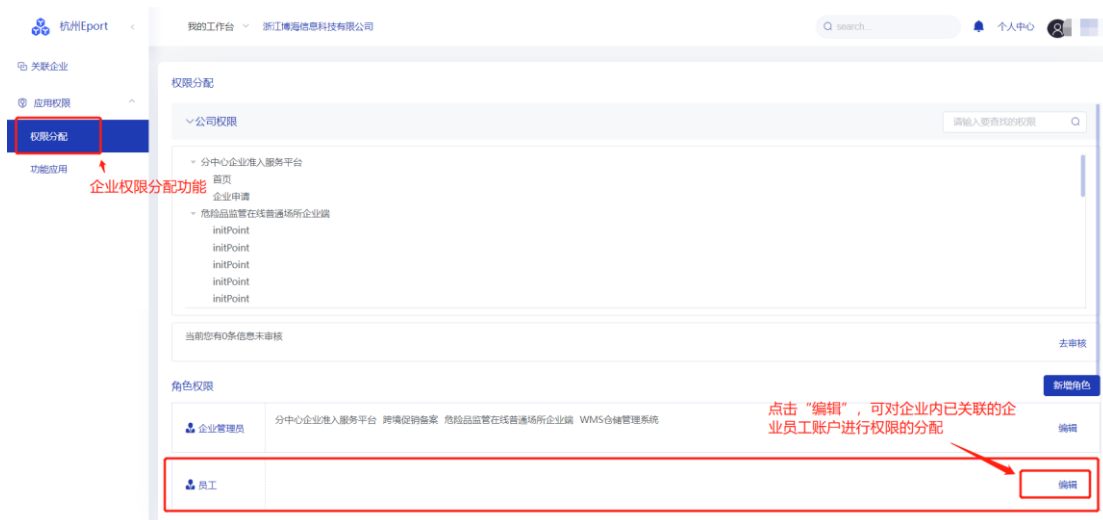 杭州Eport
我的工作台
浙江博海信息科技有限公司
search...
个人中心
关联企业
应用权限
权限分配
功能应用
企业权限分配功能
权限分配
公司权限
请输入要查找的权限
分中心企业准入服务平台
首页
企业申请
危险品监管在线普通场所企业端
initPoint
initPoint
initPoint
initPoint
initPoint
当前您有0条信息未审核
去审核
角色权限
新增角色
企业管理员
分中心企业准入服务平台 跨境促销备案 危险品监管在线普通场所企业端 WMS仓储管理系统
编辑
点击“编辑”，可对企业内已关联的企
业员工账户进行权限的分配
员工
编辑